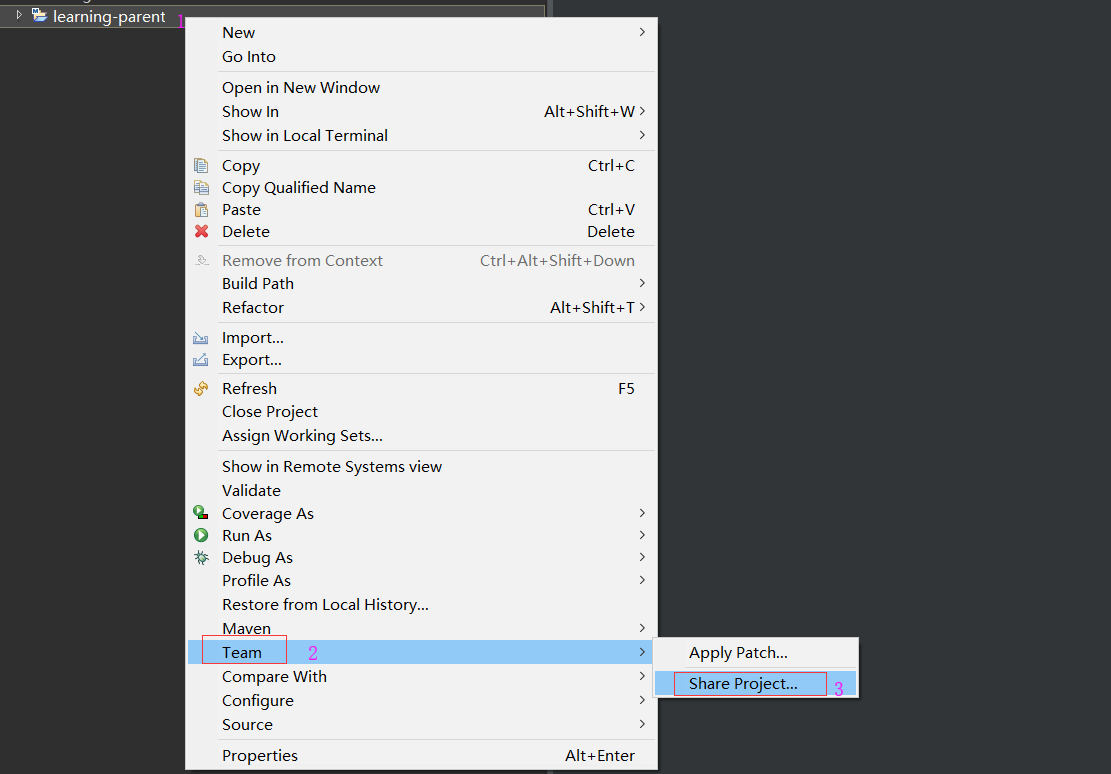 learning-parent 1
New
Go Into
Open in New Window
Show In Alt+Shift+W
Show in Local Terminal
Copy Ctrl+C
Copy Qualified Name
Paste Ctrl+V
Delete Delete
Remove from Context Ctrl+Alt+Shift+Down
Build Path
Refactor Alt+Shift+T
Import...
Export...
Refresh F5
Close Project
Assign Working Sets...
Show in Remote Systems view
Validate
Coverage As
Run As
Debug As
Profile As
Restore from Local History...
Maven
Team 2
Apply Patch...
Compare With
Share Project... 3
Configure
Source
Properties Alt+Enter